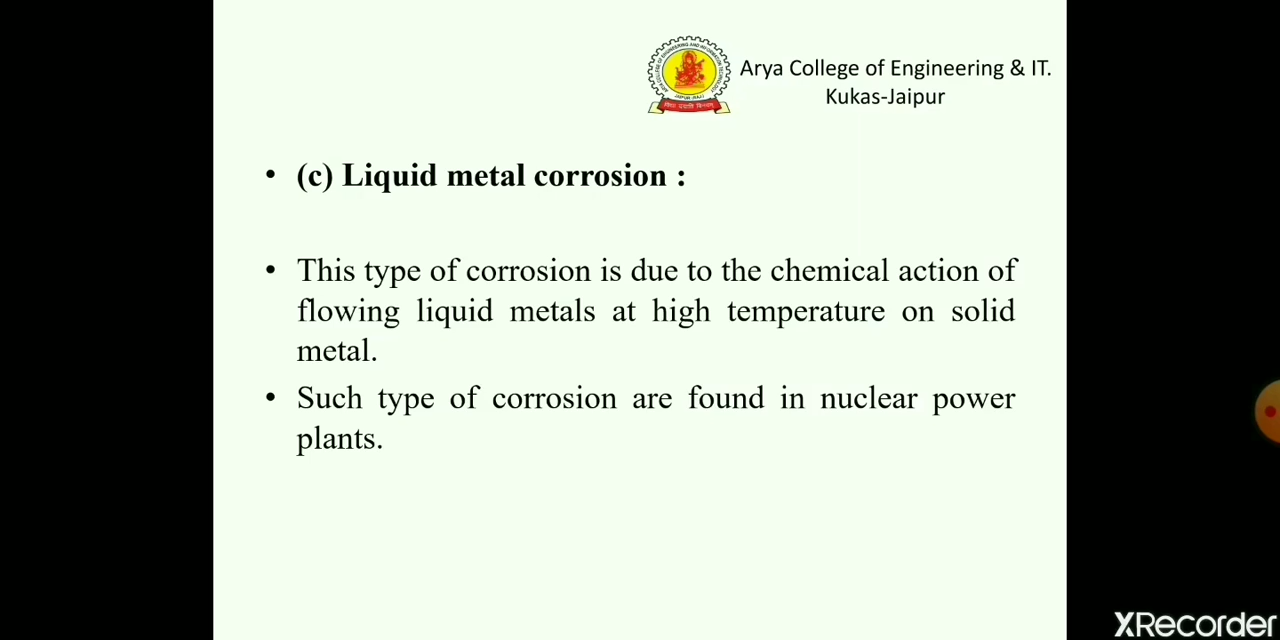 Arya College of Engineering & IT.
Kukas-Jaipur
• (c) Liquid metal corrosion :
• This type of corrosion is due to the chemical action of
flowing liquid metals at high temperature on solid
metal.
• Such type of corrosion are found in nuclear power
plants.
XRecorder